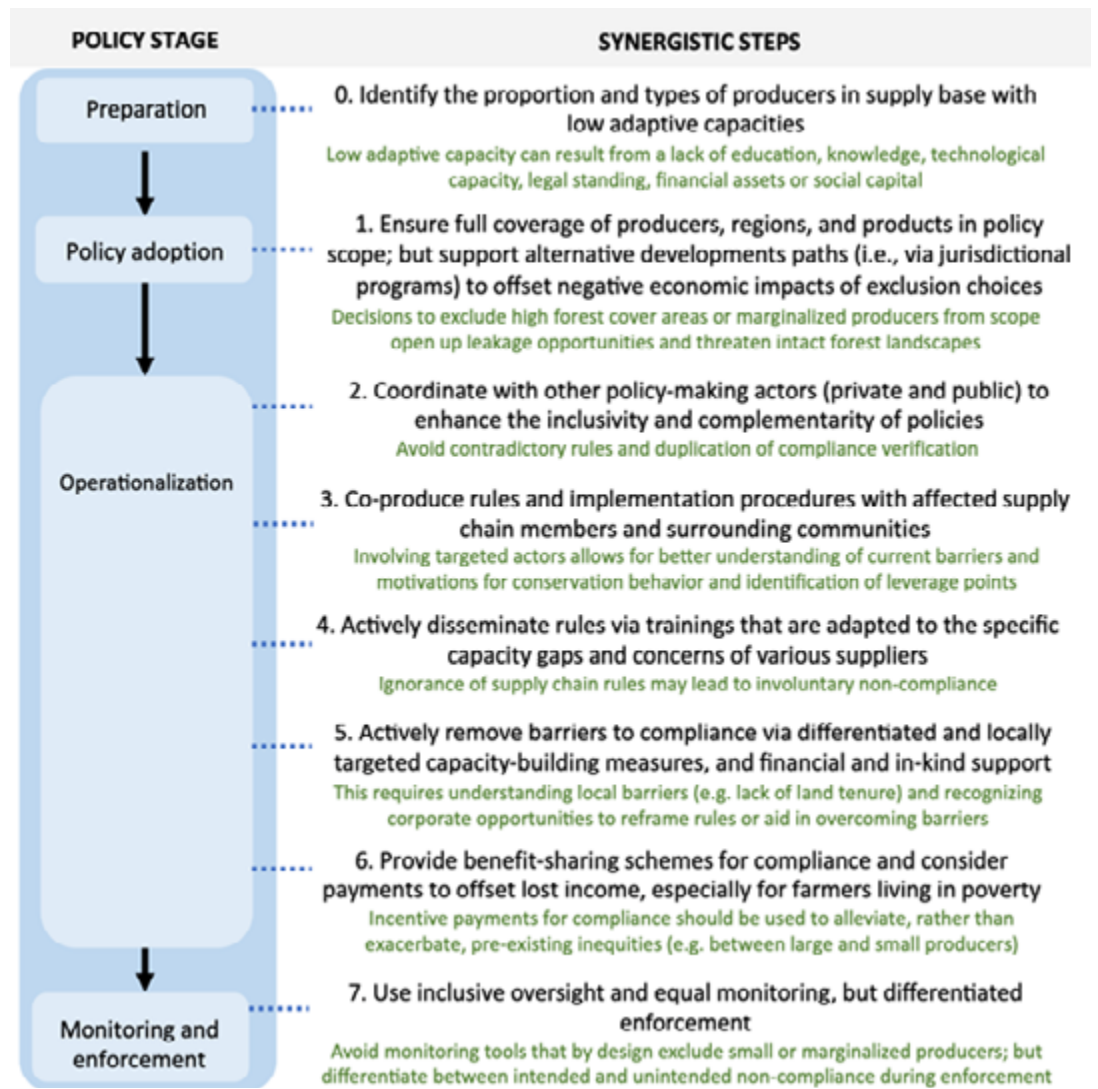 POLICY STAGE
SYNERGISTIC STEPS
Preparation
0. Identify the proportion and types of producers in supply base with
low adaptive capacities
Low adaptive capacity can result from a lack of education, knowledge, technological
capacity, legal standing, financial assets or social capital
Policy adoption
1. Ensure full coverage of producers, regions, and products in policy
scope; but support alternative developments paths (i.e., via jurisdictional
programs) to offset negative economic impacts of exclusion choices
Decisions to exclude high forest cover areas or marginalized producers from scope
open up leakage opportunities and threaten intact forest landscapes
Operationalization
2. Coordinate with other policy-making actors (private and public) to
enhance the inclusivity and complementarity of policies
Avoid contradictory rules and duplication of compliance verification
3. Co-produce rules and implementation procedures with affected supply
chain members and surrounding communities
Involving targeted actors allows for better understanding of current barriers and
motivations for conservation behavior and identification of leverage points
4. Actively disseminate rules via trainings that are adapted to the specific
capacity gaps and concerns of various suppliers
Ignorance of supply chain rules may lead to involuntary non-compliance
5. Actively remove barriers to compliance via differentiated and locally
targeted capacity-building measures, and financial and in-kind support
This requires understanding local barriers (e.g. lack of land tenure) and recognizing
corporate opportunities to reframe rules or aid in overcoming barriers
6. Provide benefit-sharing schemes for compliance and consider
payments to offset lost income, especially for farmers living in poverty
Incentive payments for compliance should be used to alleviate, rather than
exacerbate, pre-existing inequities (e.g. between large and small producers)
Monitoring and
enforcement
7. Use inclusive oversight and equal monitoring, but differentiated
enforcement
Avoid monitoring tools that by design exclude small or marginalized producers; but
differentiate between intended and unintended non-compliance during enforcement